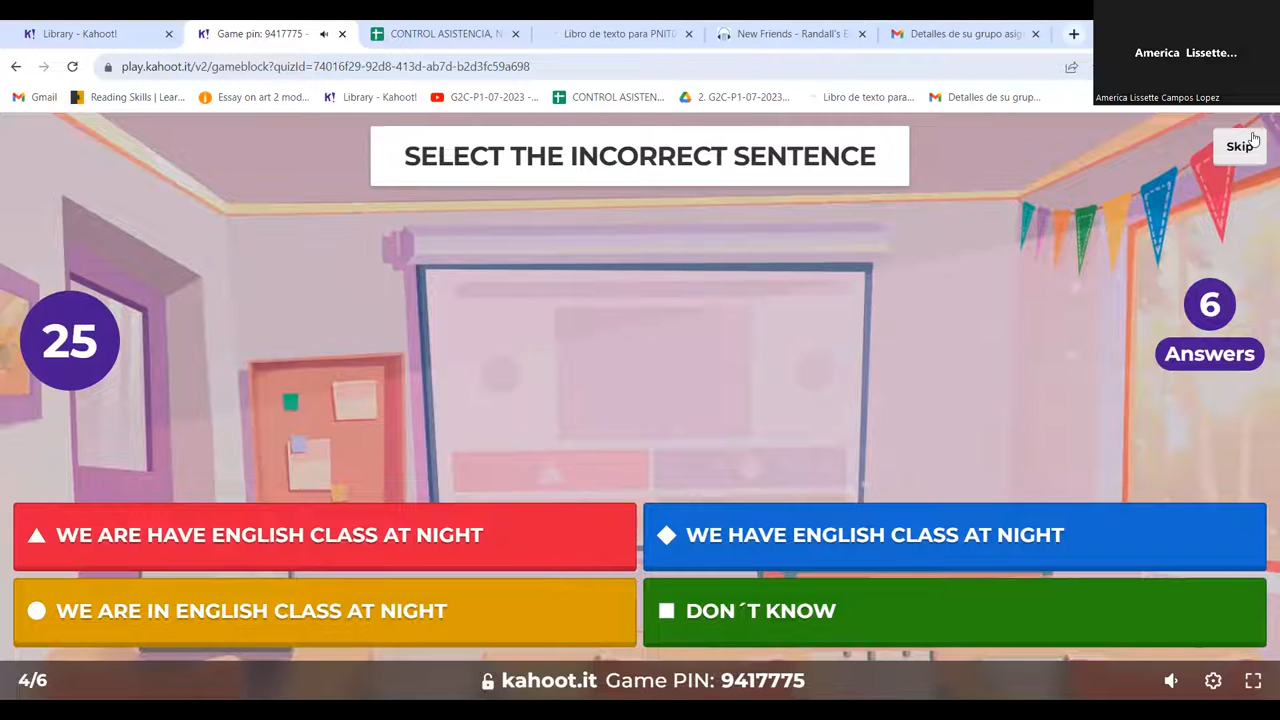 Library - Kahoot!
Game pin: 9417775 -
CONTROL ASISTENCIA, N
Libro de texto para PNIT
New Friends - Randall's E
Detalles de su grupo asig
play.kahoot.it/v2/gameblock?quizId=74016f29-92d8-413d-ab7d-b2d3fc59a698
America Lissette...
America Lissette Campos Lopez
Gmail
Reading Skills | Lear...
Essay on art 2 mod...
Library - Kahoot!
G2C-P1-07-2023 -...
CONTROL ASISTEN...
2. G2C-P1-07-2023...
Libro de texto para...
Detalles de su grup...
SELECT THE INCORRECT SENTENCE
Skip
25
6
Answers
WE ARE HAVE ENGLISH CLASS AT NIGHT
WE HAVE ENGLISH CLASS AT NIGHT
WE ARE IN ENGLISH CLASS AT NIGHT
DON´T KNOW
4/6
kahoot.it Game PIN: 9417775